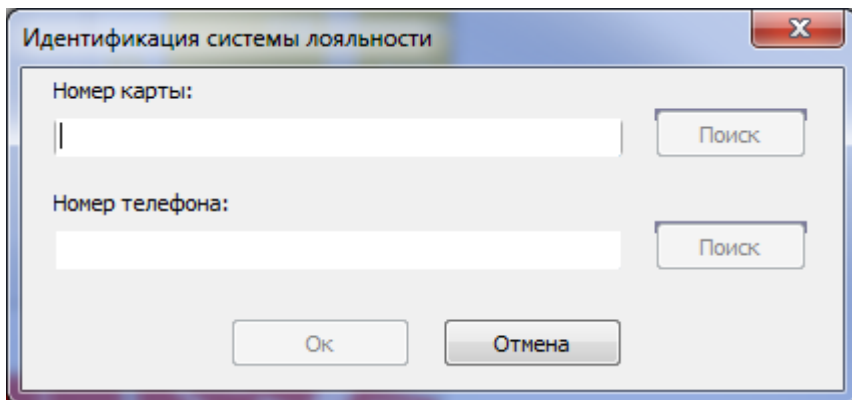 Идентификация системы лояльности
Номер карты:
Поиск
Номер телефона:
Поиск
Ок
Отмена